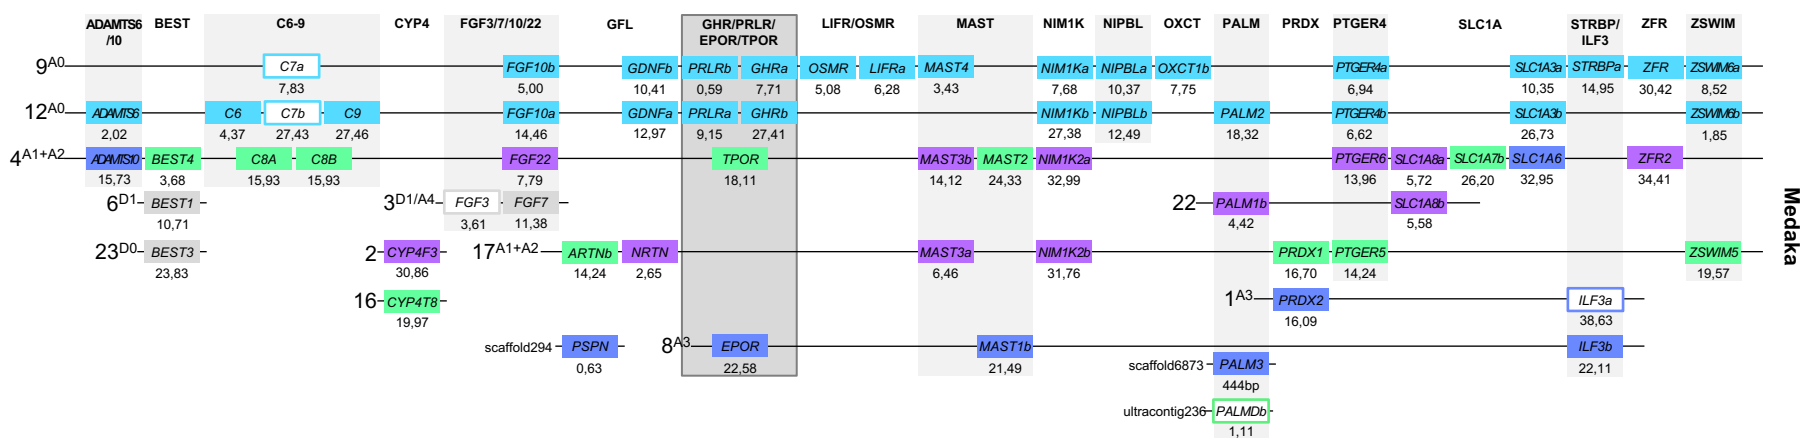 ADAMTS6 BEST C6-9 CYP4 FGF3/7/10/22 GFL GHR/PRLR/ LIFR/OSMR MAST NIM1K NIPBL OXCT PALM PRDX PTGER4 SLC1A STRBP/ ZFR ZSWIM
/10 EPOR/TPOR ILF3
9A0 C7a FGF10b GDNFb PRLRb GHRa OSMR LIFRa MAST4 NIM1Ka NIPBLa OXCT1b PTGER4a SLC1A3a STRBPa ZFR ZSWIM6a
7,83 5,00 10,41 0,59 7,71 5,08 6,28 3,43 7,68 10,37 7,75 6,94 10,35 14,95 30,42 8,52
12A0 ADAMTS6 C6 C7b C9 FGF10a GDNFa PRLRa GHRb NIM1Kb NIPBLb PALM2 PTGER4b SLC1A3b ZSWIM6b
2,02 4,37 27,43 27,46 14,46 12,97 9,15 27,41 27,38 12,49 18,32 6,62 26,73 1,85
4A1+A2 ADAMTS10 BEST4 C8A C8B FGF22 TPOR MAST3b MAST2 NIM1K2a PTGER6 SLC1A8a SLC1A7b SLC1A6 ZFR2
15,73 3,68 15,93 15,93 7,79 18,11 14,12 24,33 32,99 13,96 5,72 26,20 32,95 34,41
6D1 BEST1 3D1/A4 FGF3 FGF7 22 PALM1b SLC1A8b
10,71 3,61 11,38 4,42 5,58
23D0 BEST3 2 CYP4F3 17A1+A2 ARTNb NRTN MAST3a NIM1K2b PRDX1 PTGER5 ZSWIM5
23,83 30,86 14,24 2,65 6,46 31,76 16,70 14,24 19,57
16 CYP4T8 1A3 PRDX2 ILF3a
19,97 16,09 38,63
scaffold294 PSPN 8A3 EPOR MAST1b ILF3b
0,63 22,58 21,49 22,11
scaffold6873 PALM3
444bp
ultracontig236 PALMDb
1,11
Medaka